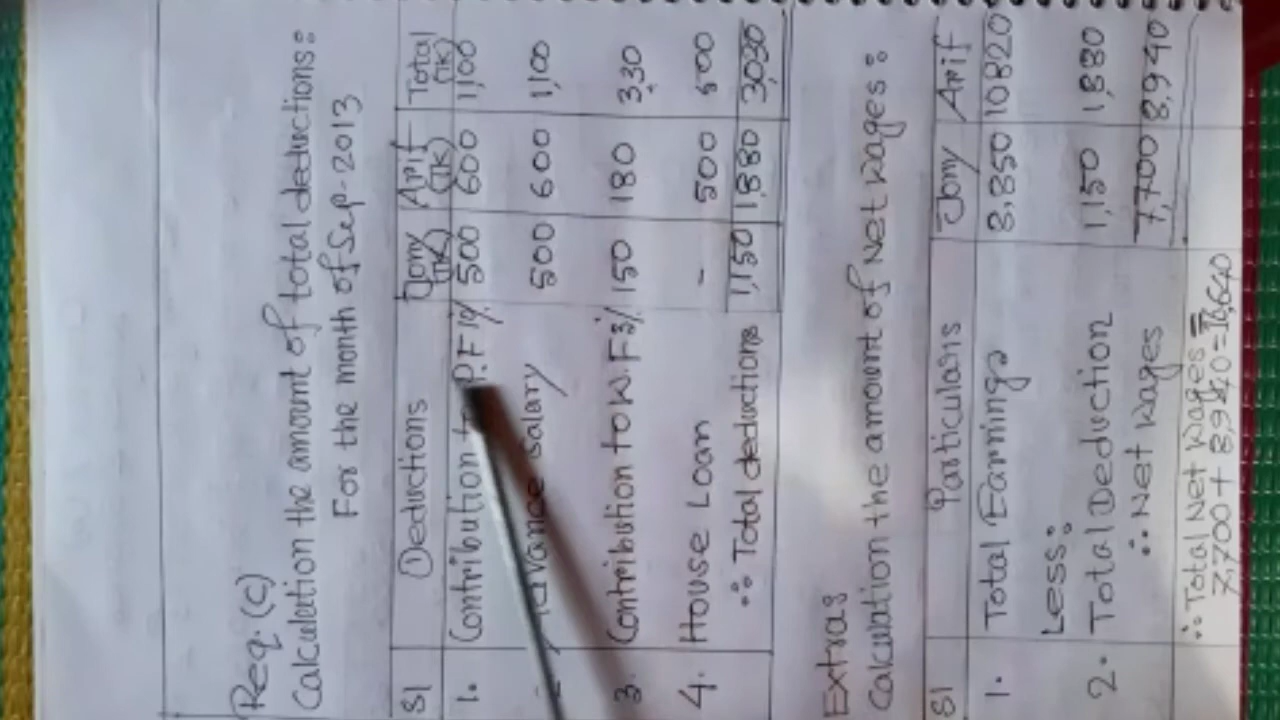 Req. (c)
Calculation the amount of total deductions:
For the month of Sep-2013
Sl Deductions Jony (TK) Arif (TK) Total (TK)
1. Contribution P.F 10% 500 600 1,100
salary 500 600 1,100
3. Contribution to W.F 3% 150 180 3,30
4. House Loan - 500 500
∴ Total deductions 1,150 1,880 3,030
Extras
Calculation the amount of Net Wages:
Sl Particulars Jony Arif
1. Total Earnings 8,850 10820
Less:
2. Total Deduction 1,150 1,880
∴ Net Wages 7,700 8,940
∴ Total Net Wages =
7,700 + 8,940 = 16,640